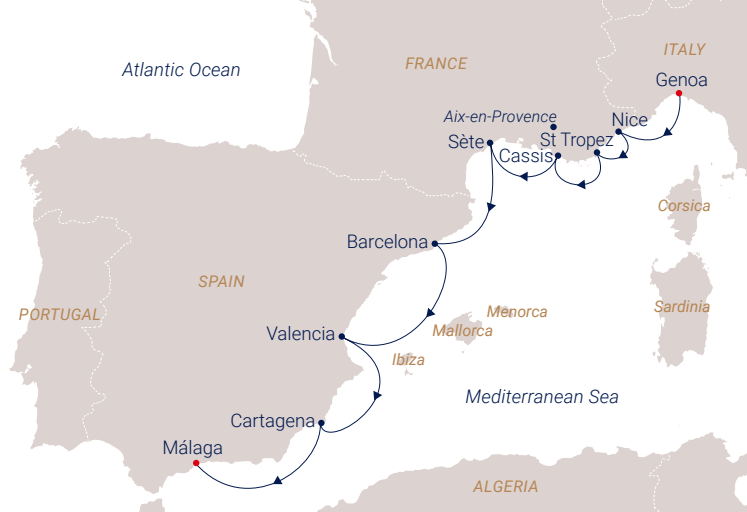 ITALY
FRANCE
Atlantic Ocean
Genoa
Aix-en-Provence
Nice
Sète
St Tropez
Cassis
Corsica
Barcelona
SPAIN
PORTUGAL
Menorca
Sardinia
Mallorca
Valencia
Ibiza
Mediterranean Sea
Cartagena
Málaga
ALGERIA